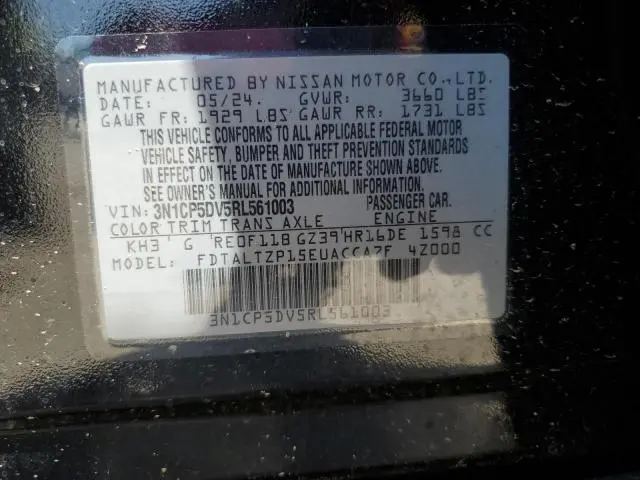 MANUFACTURED BY NISSAN MOTOR CO., LTD.
DATE: 05/24. GVWR: 3660 LBS
GAWR FR: 1929 LBS GAWR RR: 1731 LBS
THIS VEHICLE CONFORMS TO ALL APPLICABLE FEDERAL MOTOR
VEHICLE SAFETY, BUMPER AND THEFT PREVENTION STANDARDS
IN EFFECT ON THE DATE OF MANUFACTURE SHOWN ABOVE.
SEE OWNER'S MANUAL FOR ADDITIONAL INFORMATION.
VIN: 3N1CP5DV5RL561003 PASSENGER CAR.
COLOR TRIM TRANS AXLE ENGINE
KH3 G RE0F11B GZ39 HR16DE 1598 CC
FDTALTZP15EUACCA7F 4Z000
3N1CP5DV5RL561003